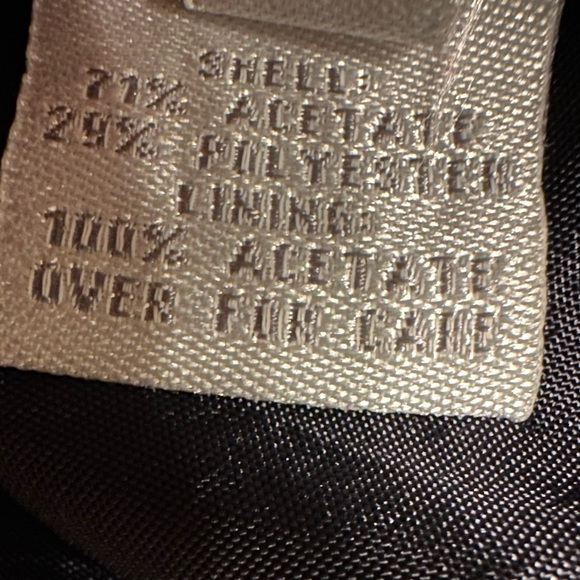 SHELL:
71% ACETATE
29% POLYESTER
LINING:
100% ACETATE
OVER FOR CARE